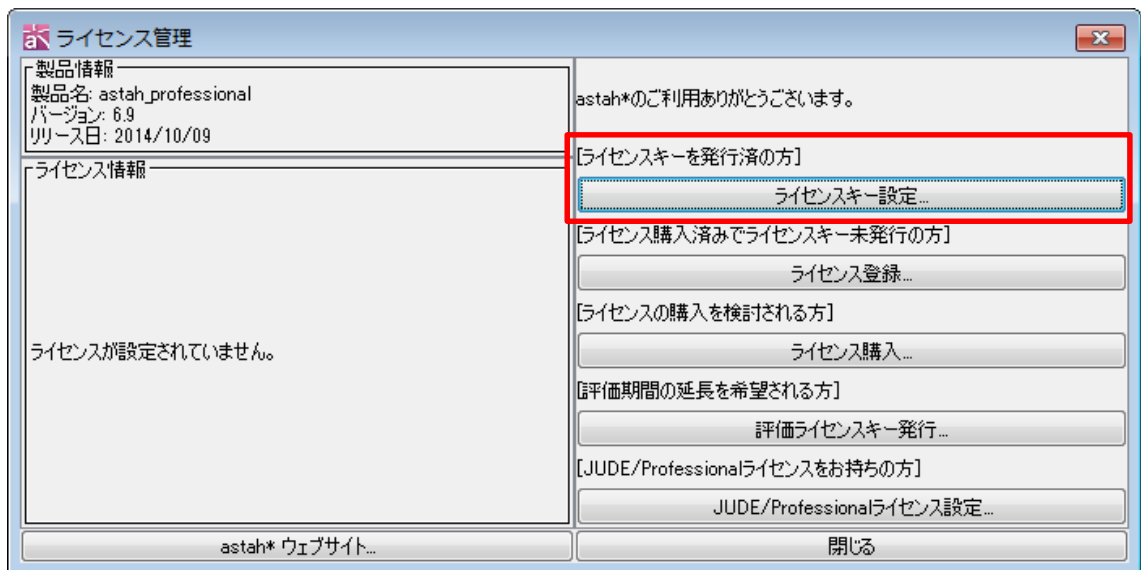 ライセンス管理
製品情報
製品名: astah professional
バージョン: 6.9
リリース日: 2014/10/09
ライセンス情報
ライセンスが設定されていません。
astah* ウェブサイト...
astah*のご利用ありがとうございます。
[ライセンスキーを発行済の方]
ライセンスキー設定...
[ライセンス購入済みでライセンスキー未発行の方]
ライセンス登録...
[ライセンスの購入を検討される方]
ライセンス購入...
[評価期間の延長を希望される方]
評価ライセンスキー発行...
[JUDE/Professionalライセンスをお持ちの方]
JUDE/Professionalライセンス設定...
閉じる